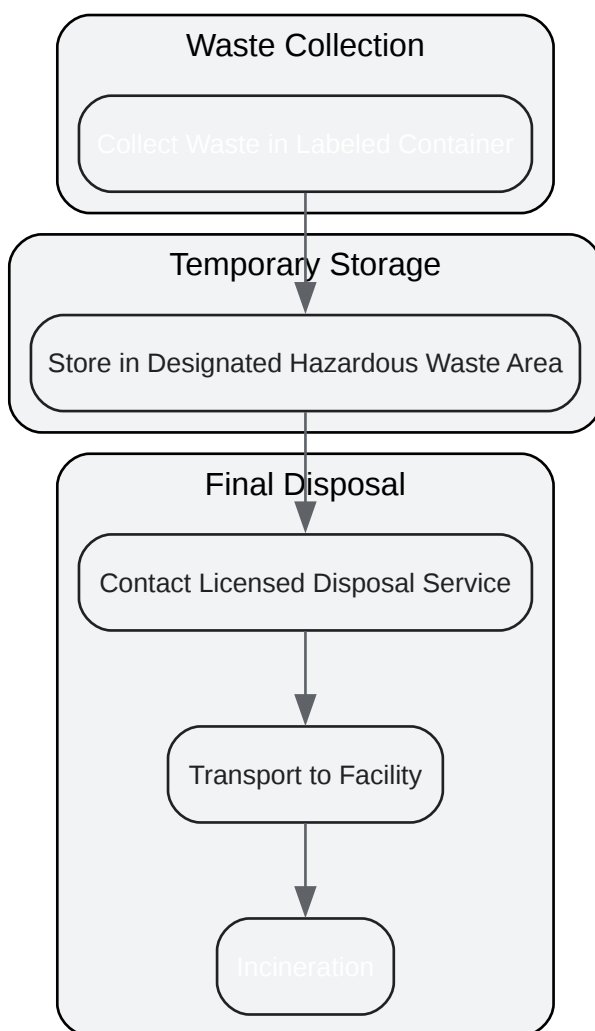 Waste Collection
Collect Waste in Labeled Container
Temporary Storage
Store in Designated Hazardous Waste Area
Final Disposal
Contact Licensed Disposal Service
Transport to Facility
Incineration